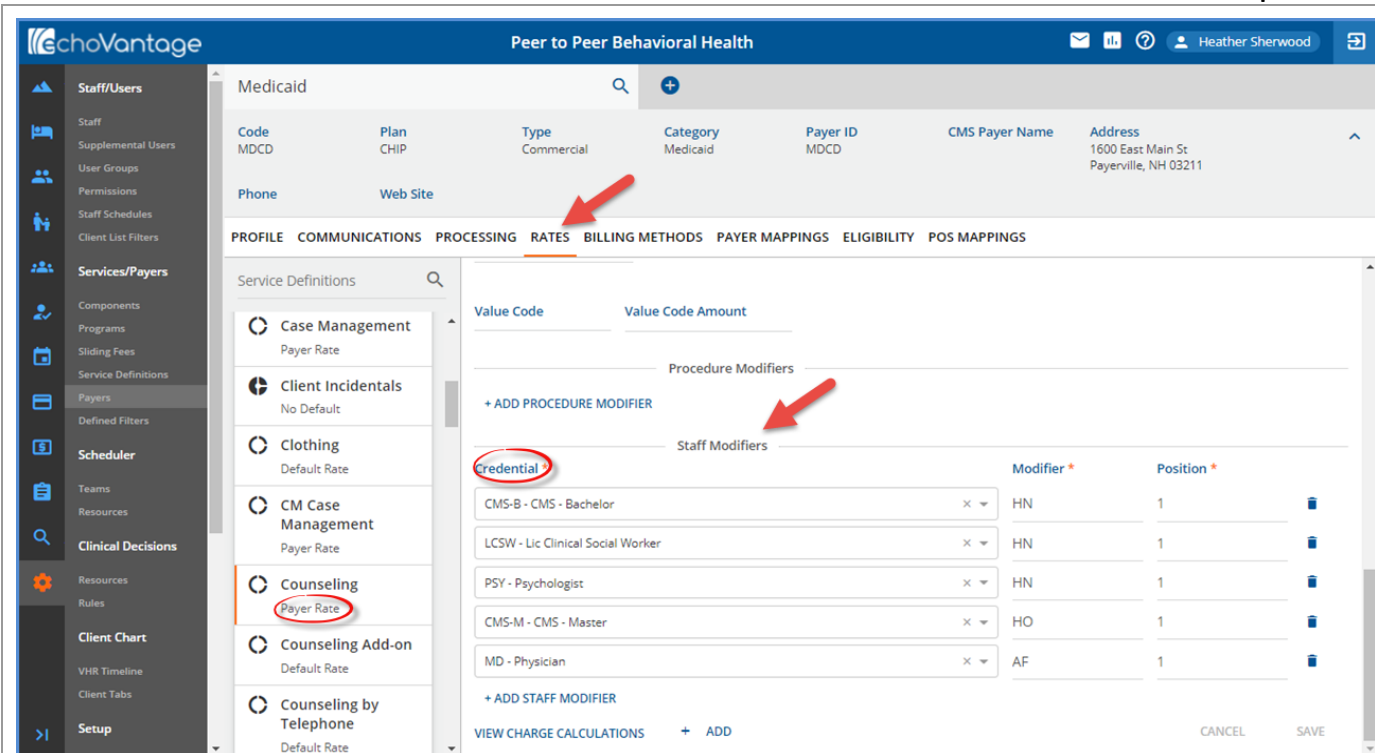 EchoVantage
Peer to Peer Behavioral Health
Heather Sherwood
Staff/Users
Staff
Supplemental Users
User Groups
Permissions
Staff Schedules
Client List Filters
Services/Payers
Components
Programs
Sliding Fees
Service Definitions
Payers
Defined Filters
Scheduler
Teams
Resources
Clinical Decisions
Resources
Rules
Client Chart
VHR Timeline
Client Tabs
Setup
Medicaid
Code Plan Type Category Payer ID CMS Payer Name Address
MDCD CHIP Commercial Medicaid MDCD 1600 East Main St
Payerville, NH 03211
Phone Web Site
PROFILE COMMUNICATIONS PROCESSING RATES BILLING METHODS PAYER MAPPINGS ELIGIBILITY POS MAPPINGS
Service Definitions
Case Management
Payer Rate
Client Incidentals
No Default
Clothing
Default Rate
CM Case
Management
Payer Rate
Counseling
Payer Rate
Counseling Add-on
Default Rate
Counseling by
Telephone
Default Rate
Value Code Value Code Amount
Procedure Modifiers
+ ADD PROCEDURE MODIFIER
Staff Modifiers
Credential * Modifier * Position *
CMS-B - CMS - Bachelor HN 1
LCSW - Lic Clinical Social Worker HN 1
PSY - Psychologist HN 1
CMS-M - CMS - Master HO 1
MD - Physician AF 1
+ ADD STAFF MODIFIER
VIEW CHARGE CALCULATIONS + ADD CANCEL SAVE